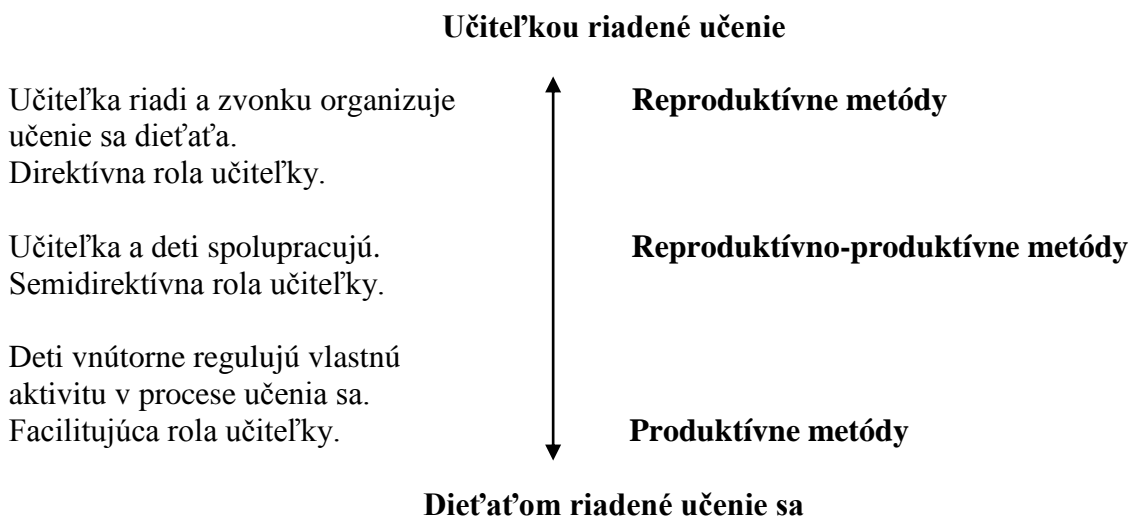 Učiteľkou riadené učenie
Učiteľka riadi a zvonku organizuje
Reproduktívne metódy
učenie sa dieťaťa.
Direktívna rola učiteľky.
Učiteľka a deti spolupracujú.
Reproduktívno-produktívne metódy
Semidirektívna rola učiteľky.
Deti vnútorne regulujú vlastnú
aktivitu v procese učenia sa.
Facilitujúca rola učiteľky.
Produktívne metódy
Dieťaťom riadené učenie sa